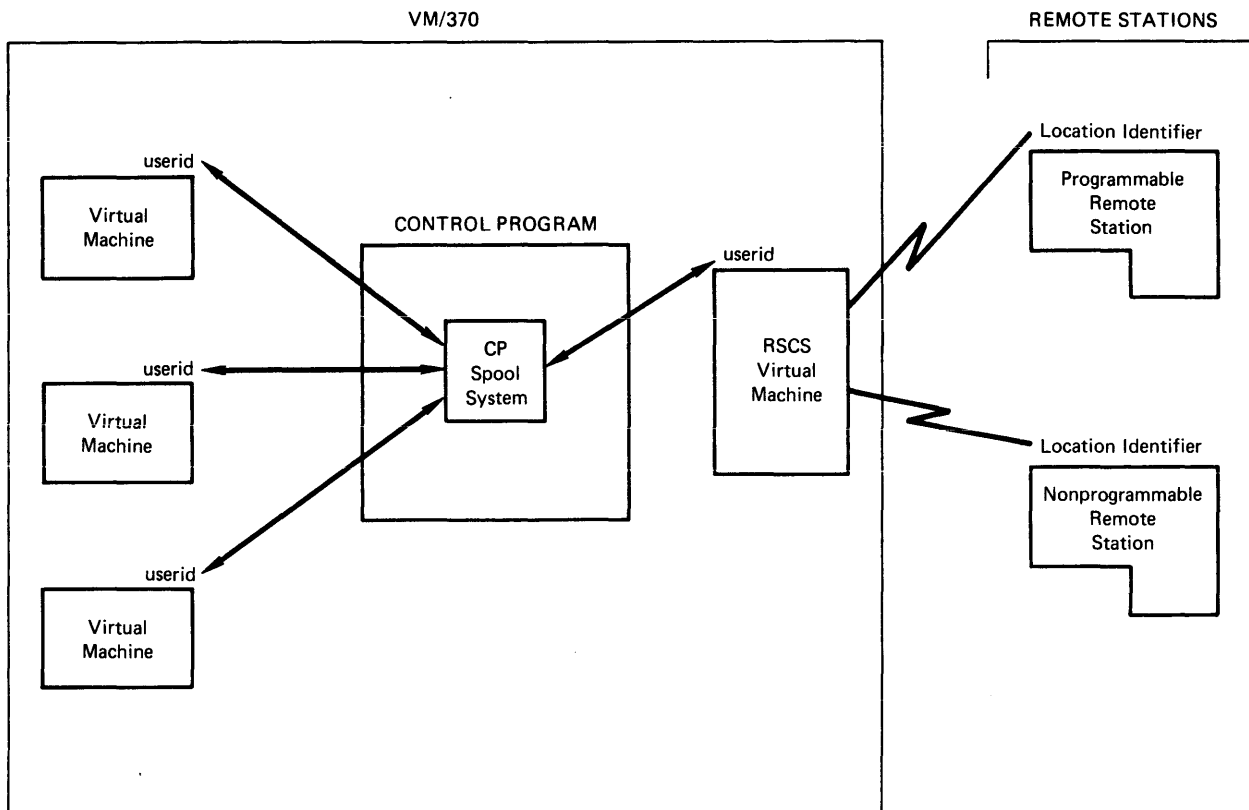 VM/370
REMOTE STATIONS
userid
Virtual
Machine
userid
Virtual
Machine
userid
Virtual
Machine
CONTROL PROGRAM
CP
Spool
System
userid
RSCS
Virtual
Machine
Location Identifier
Programmable
Remote
Station
Location Identifier
Nonprogrammable
Remote
Station